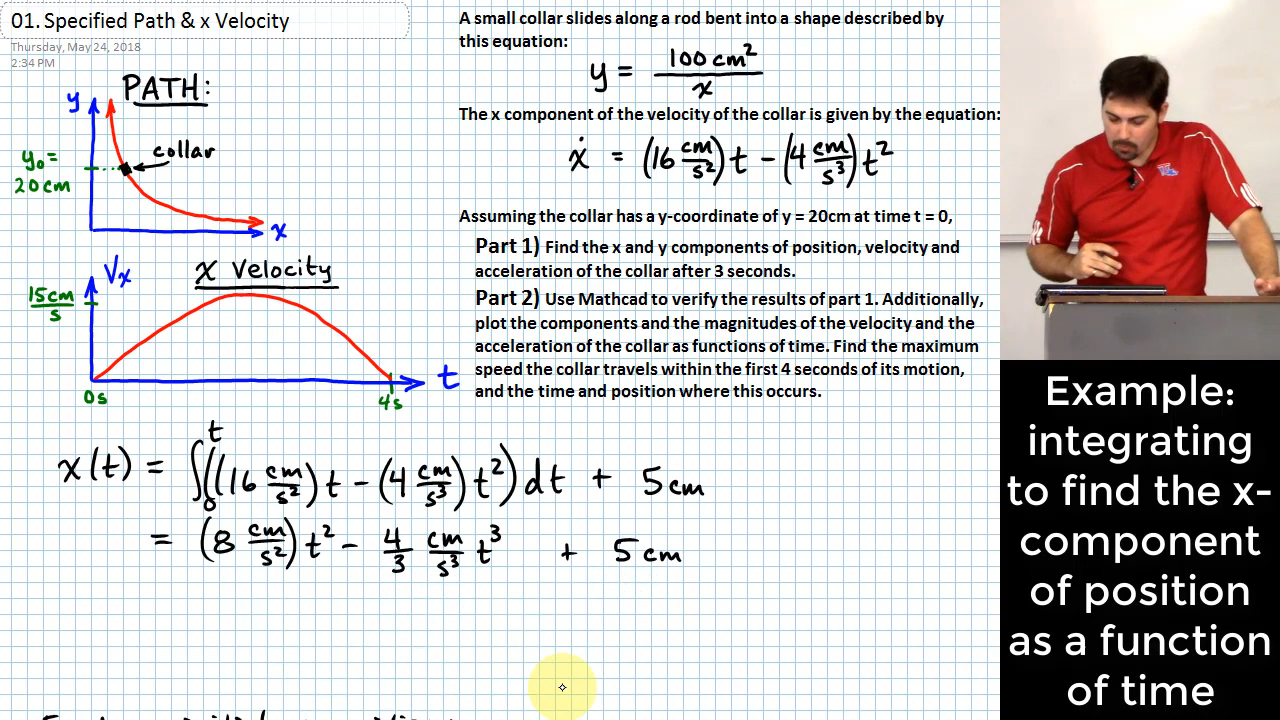 01. Specified Path & x Velocity
Thursday, May 24, 2018
2:34 PM
PATH:
y
y₀ =
20cm
collar
x
Vx
X Velocity
15cm/s
t
0s
4s
A small collar slides along a rod bent into a shape described by
this equation:
y = 100cm²/x
The x component of the velocity of the collar is given by the equation:
ẋ = (16 cm/s²)t − (4 cm/s³)t²
Assuming the collar has a y-coordinate of y = 20cm at time t = 0,
Part 1) Find the x and y components of position, velocity and
acceleration of the collar after 3 seconds.
Part 2) Use Mathcad to verify the results of part 1. Additionally,
plot the components and the magnitudes of the velocity and the
acceleration of the collar as functions of time. Find the maximum
speed the collar travels within the first 4 seconds of its motion,
and the time and position where this occurs.
x(t) = ∫₀ᵗ((16 cm/s²)t − (4 cm/s³)t²)dt + 5cm
= (8 cm/s²)t² − 4/3 cm/s³ t³ + 5cm
Example:
integrating
to find the x-
component
of position
as a function
of time